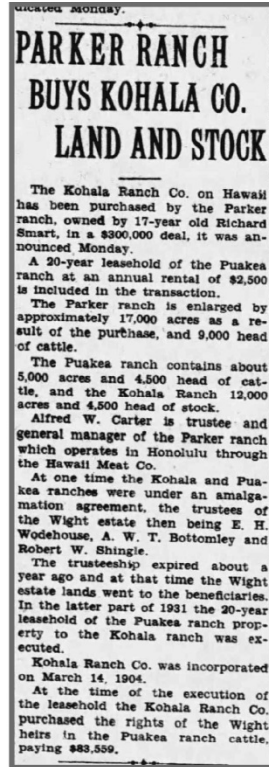 dicated Monday.
PARKER RANCH
BUYS KOHALA CO.
LAND AND STOCK
The Kohala Ranch Co. on Hawaii
has been purchased by the Parker
ranch, owned by 17-year old Richard
Smart, in a $300,000 deal, it was an-
nounced Monday.
A 20-year leasehold of the Puakea
ranch at an annual rental of $2,500
is included in the transaction.
The Parker ranch is enlarged by
approximately 17,000 acres as a re-
sult of the purchase, and 9,000 head
of cattle.
The Puakea ranch contains about
5,000 acres and 4,500 head of cat-
tle, and the Kohala Ranch 12,000
acres and 4,500 head of stock.
Alfred W. Carter is trustee and
general manager of the Parker ranch
which operates in Honolulu through
the Hawaii Meat Co.
At one time the Kohala and Pua-
kea ranches were under an amalga-
mation agreement, the trustees of
the Wight estate then being E. H.
Wodehouse, A. W. T. Bottomley and
Robert W. Shingle.
The trusteeship expired about a
year ago and at that time the Wight
estate lands went to the beneficiaries.
In the latter part of 1931 the 20-year
leasehold of the Puakea ranch prop-
erty to the Kohala ranch was ex-
ecuted.
Kohala Ranch Co. was incorporated
on March 14, 1904.
At the time of the execution of
the leasehold the Kohala Ranch Co.
purchased the rights of the Wight
heirs in the Puakea ranch cattle,
paying $83,559.